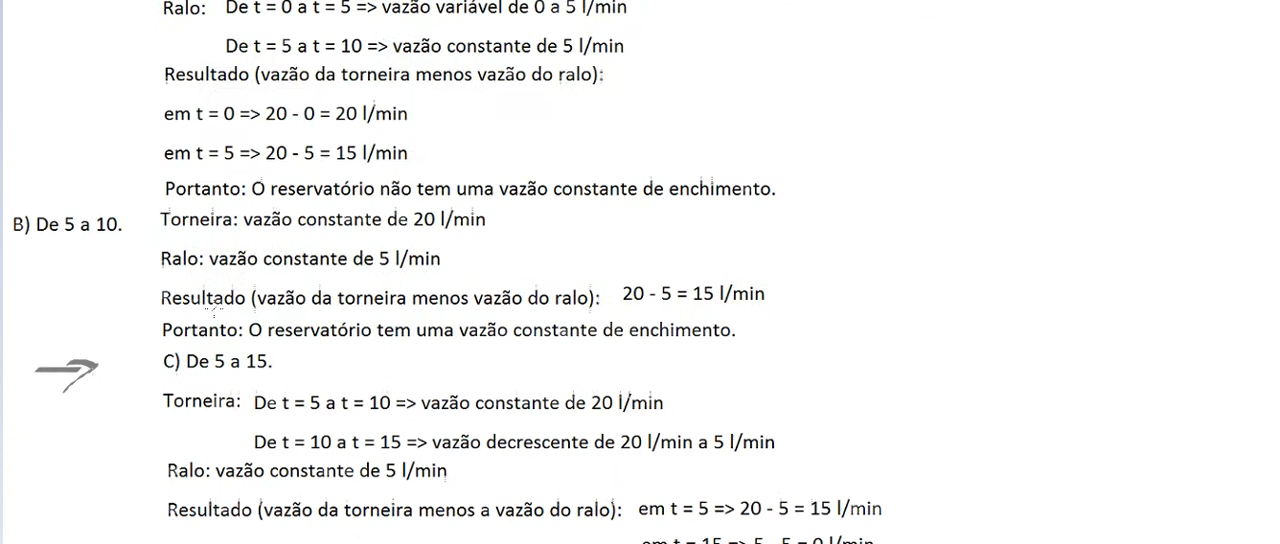 Ralo: De t = 0 a t = 5 => vazão variável de 0 a 5 l/min
De t = 5 a t = 10 => vazão constante de 5 l/min
Resultado (vazão da torneira menos vazão do ralo):
em t = 0 => 20 - 0 = 20 l/min
em t = 5 => 20 - 5 = 15 l/min
Portanto: O reservatório não tem uma vazão constante de enchimento.
B) De 5 a 10. Torneira: vazão constante de 20 l/min
Ralo: vazão constante de 5 l/min
Resultado (vazão da torneira menos vazão do ralo): 20 - 5 = 15 l/min
Portanto: O reservatório tem uma vazão constante de enchimento.
C) De 5 a 15.
Torneira: De t = 5 a t = 10 => vazão constante de 20 l/min
De t = 10 a t = 15 => vazão decrescente de 20 l/min a 5 l/min
Ralo: vazão constante de 5 l/min
Resultado (vazão da torneira menos a vazão do ralo): em t = 5 => 20 - 5 = 15 l/min
em t = 15 => 5 - 5 = 0 l/min